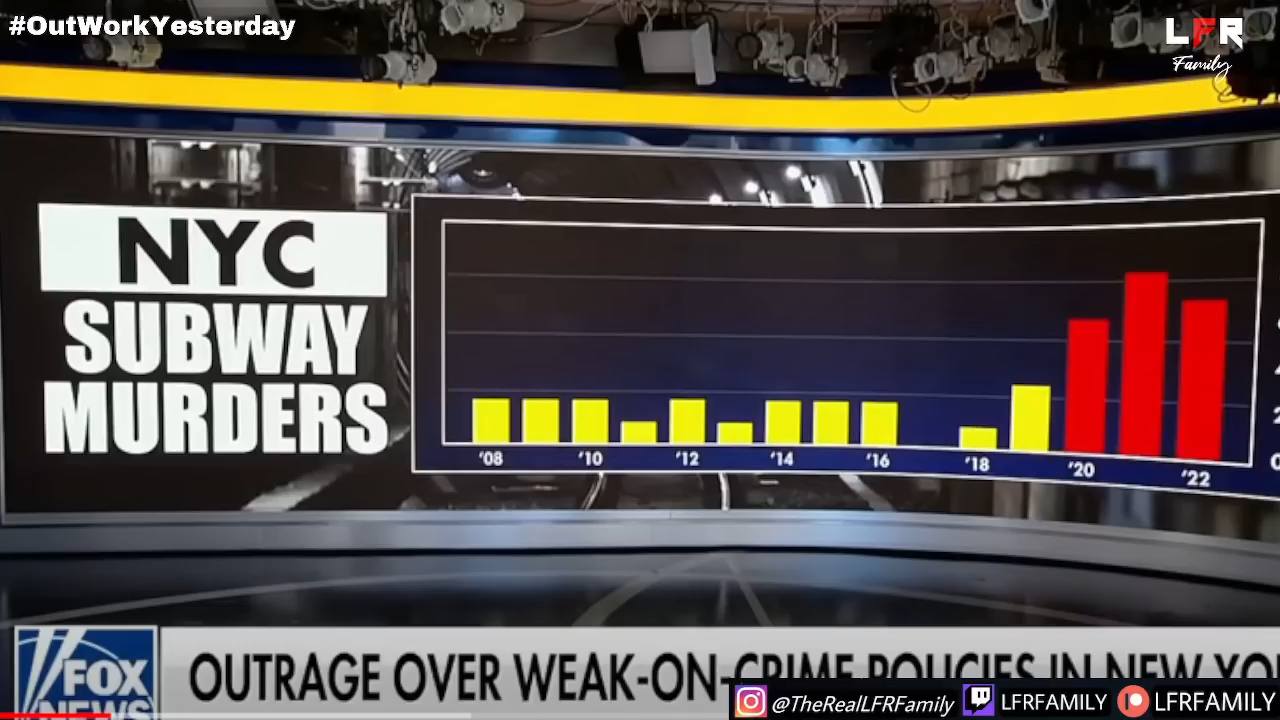 #OutWorkYesterday
LFR
Family
NYC
SUBWAY
MURDERS
'08 '10 '12 '14 '16 '18 '20 '22
0
FOX
NEWS
OUTRAGE OVER WEAK-ON-CRIME POLICIES IN NEW YO
@TheRealLFRFamily LFRFAMILY LFRFAMILY